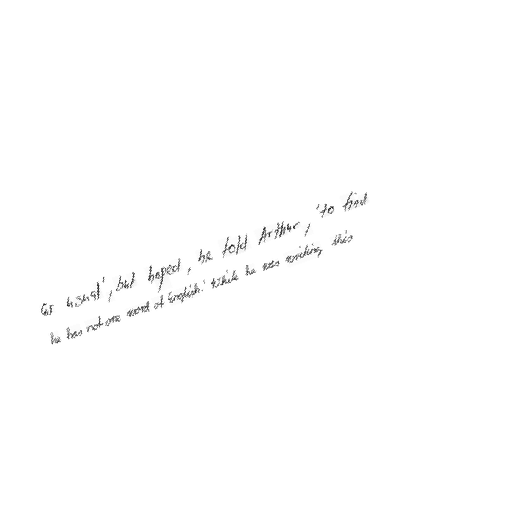 as usual', but hoped, he told Arthur, 'to find
he has not one word of English.' While he was writing, this